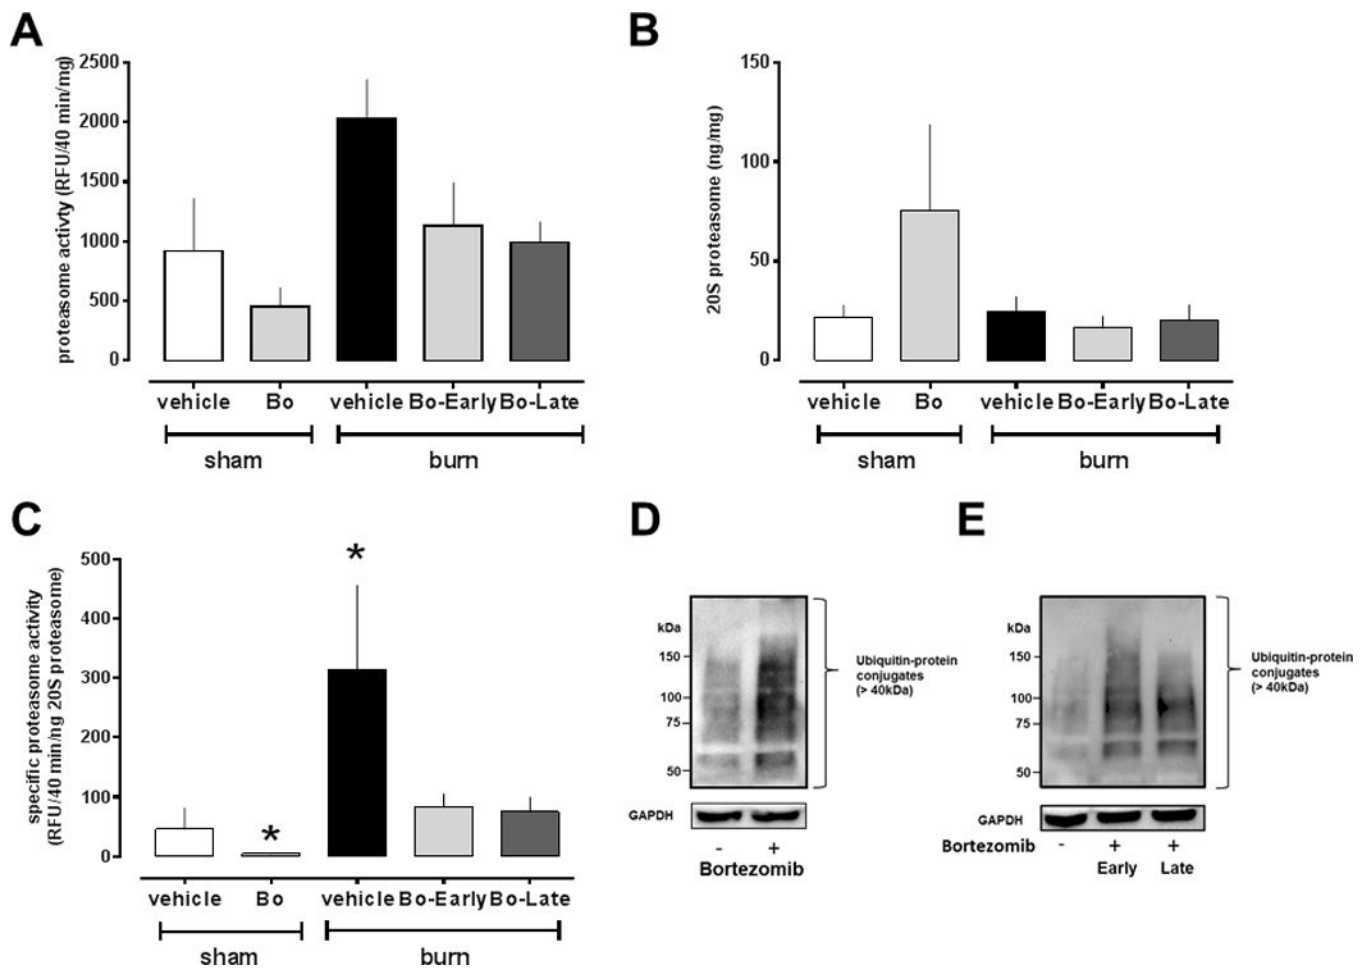 A
proteasome activty (RFU/40 min/mg)
2500
2000
1500
1000
500
0
vehicle Bo vehicle Bo-Early Bo-Late
sham burn
B
20S proteasome (ng/mg)
150
100
50
0
vehicle Bo vehicle Bo-Early Bo-Late
sham burn
C
specific proteasome activity
(RFU/40 min/ng 20S proteasome)
500
400
300
200
100
0
*
*
vehicle Bo vehicle Bo-Early Bo-Late
sham burn
D
kDa
150
100
75
50
Ubiquitin-protein
conjugates
(> 40kDa)
GAPDH
- +
Bortezomib
E
kDa
150
100
75
50
Ubiquitin-protein
conjugates
(> 40kDa)
GAPDH
Bortezomib - + +
Early Late